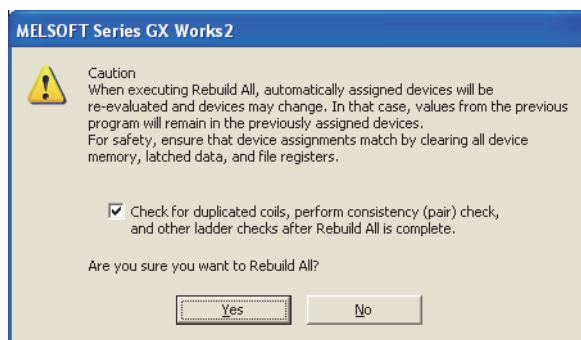 MELSOFT Series GX Works2
Caution
When executing Rebuild All, automatically assigned devices will be
re-evaluated and devices may change. In that case, values from the previous
program will remain in the previously assigned devices.
For safety, ensure that device assignments match by clearing all device
memory, latched data, and file registers.
Check for duplicated coils, perform consistency (pair) check,
and other ladder checks after Rebuild All is complete.
Are you sure you want to Rebuild All?
Yes
No